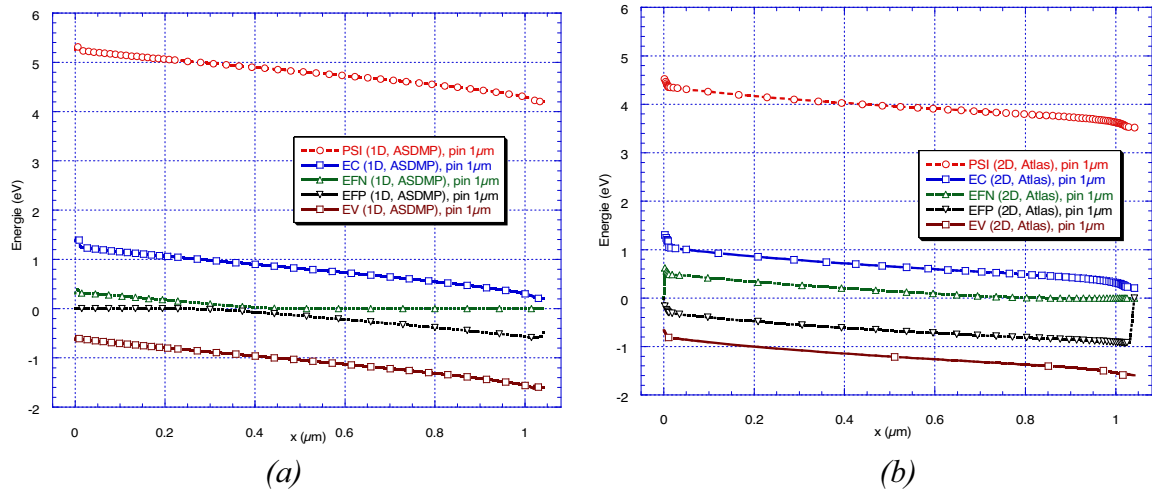 6
5
4
3
2
1
0
-1
-2
Energie (eV)
PSI (1D, ASDMP), pin 1µm
EC (1D, ASDMP), pin 1µm
EFN (1D, ASDMP), pin 1µm
EFP (1D, ASDMP), pin 1µm
EV (1D, ASDMP), pin 1µm
0 0.2 0.4 0.6 0.8 1
x (µm)
(a)
6
5
4
3
2
1
0
-1
-2
Energie (eV)
PSI (2D, Atlas), pin 1µm
EC (2D, Atlas), pin 1µm
EFN (2D, Atlas), pin 1µm
EFP (2D, Atlas), pin 1µm
EV (2D, Atlas), pin 1µm
0 0.2 0.4 0.6 0.8 1
x (µm)
(b)